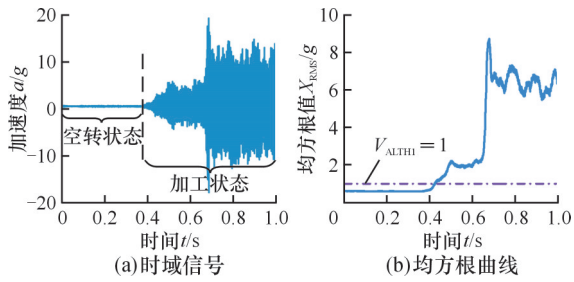 20
10
0
−10
−20
加速度a/g
空转状态
加工状态
0 0.2 0.4 0.6 0.8 1.0
时间t/s
(a)时域信号
10
8
6
4
2
0
均方根值X_RMS/g
V_ALTH1=1
0.2 0.4 0.6 0.8 1.0
时间t/s
(b)均方根曲线